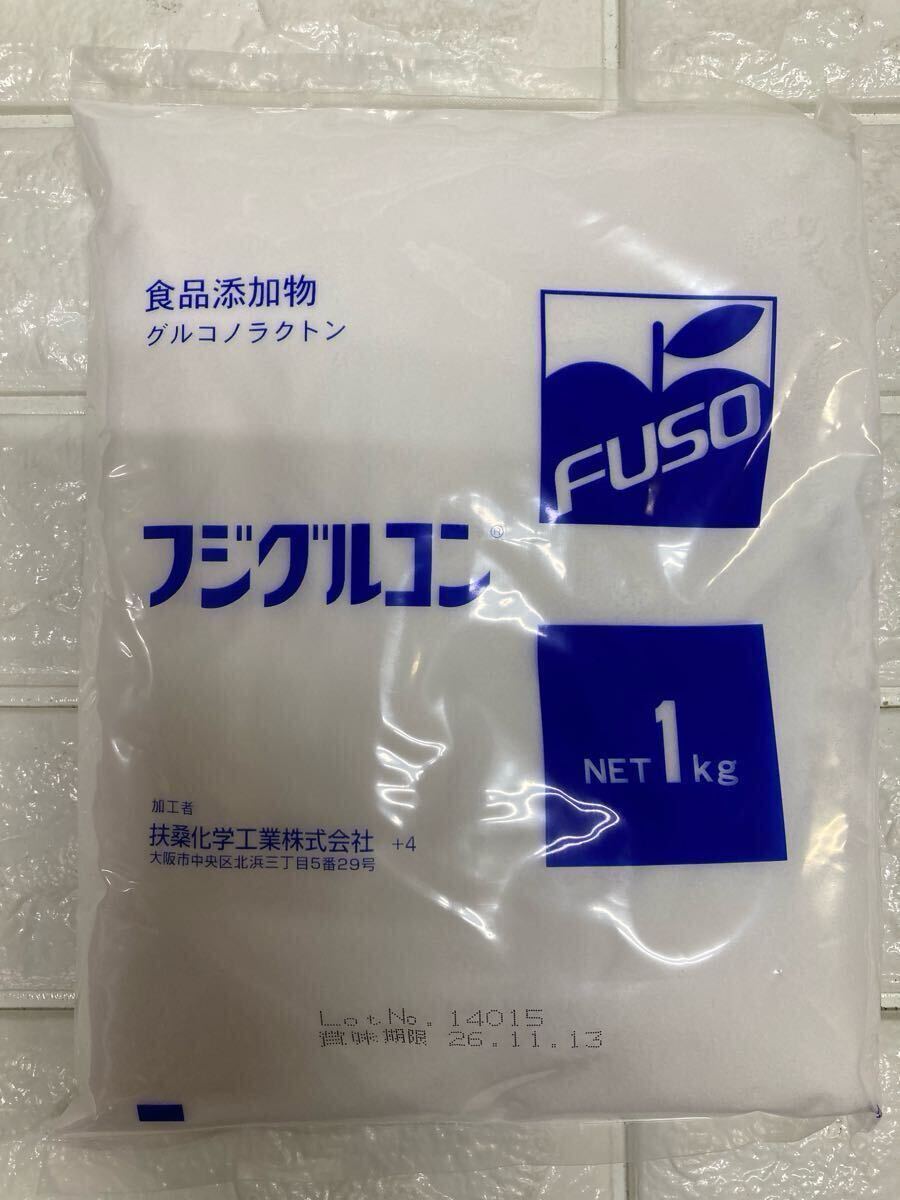 食品添加物
グルコノラクトン
FUSO
フジグルコン®
NET 1kg
加工者
扶桑化学工業株式会社 +4
大阪市中央区北浜三丁目5番29号
Lot No. 14015
賞味期限 26.11.13